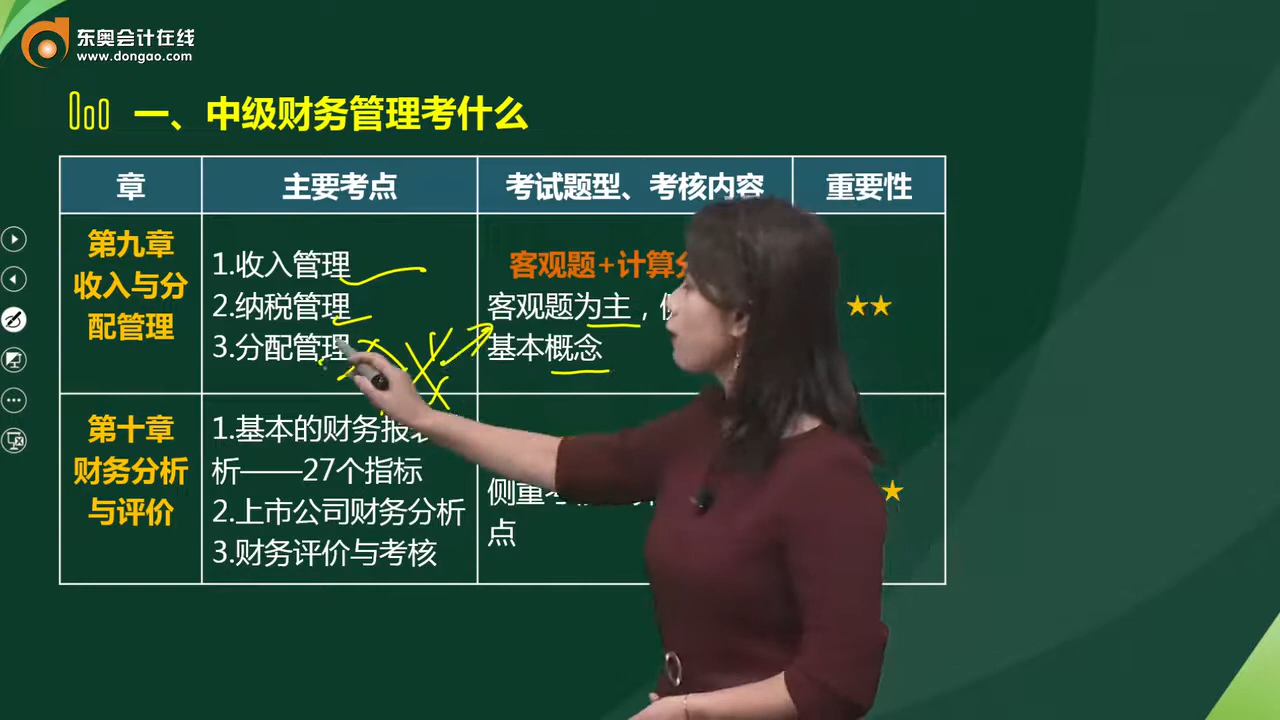 东奥会计在线
www.dongao.com
一、中级财务管理考什么
章
主要考点
考试题型、考核内容
重要性
第九章
收入与分
配管理
1.收入管理
2.纳税管理
3.分配管理
客观题+计算分
客观题为主，
基本概念
★★
第十章
财务分析
与评价
1.基本的财务报表
析——27个指标
2.上市公司财务分析
3.财务评价与考核
侧重
点
★